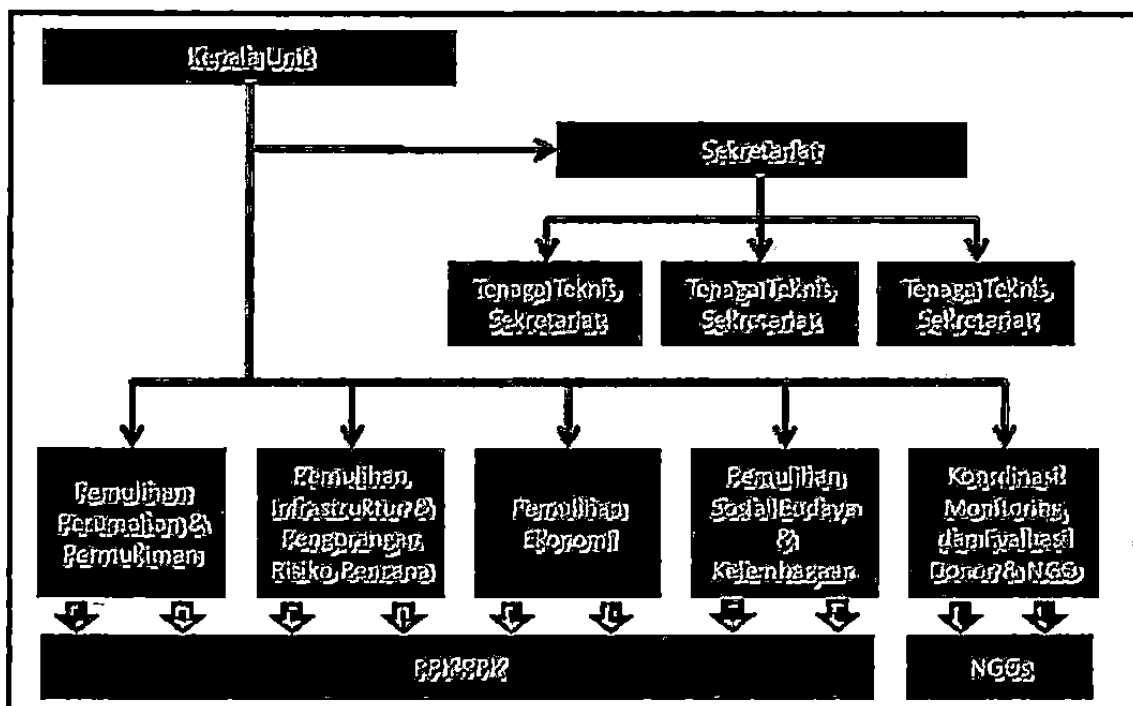 Kepala Unit
Sekretariat
Tenaga Teknis
Sekretariat
Tenaga Teknis
Sekretariat
Tenaga Teknis
Sekretariat
Pemulihan
Perumahan &
Permukiman
Pemulihan
Infrastruktur &
Pengurangan
Risiko Bencana
Pemulihan
Ekonomi
Pemulihan
Sosial Budaya
&
Kelembagaan
Koordinasi
Monitoring
dan Evaluasi
Donor & NGO
NGOs